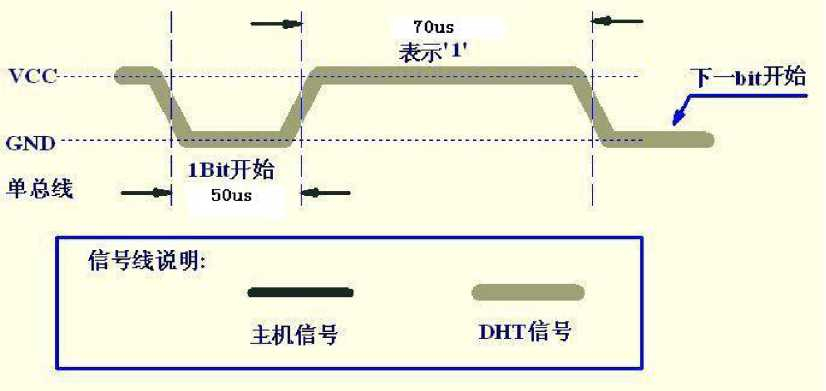 70us
表示'1'
VCC
下一bit开始
GND
1Bit开始
单总线
50us
信号线说明:
主机信号
DHT信号